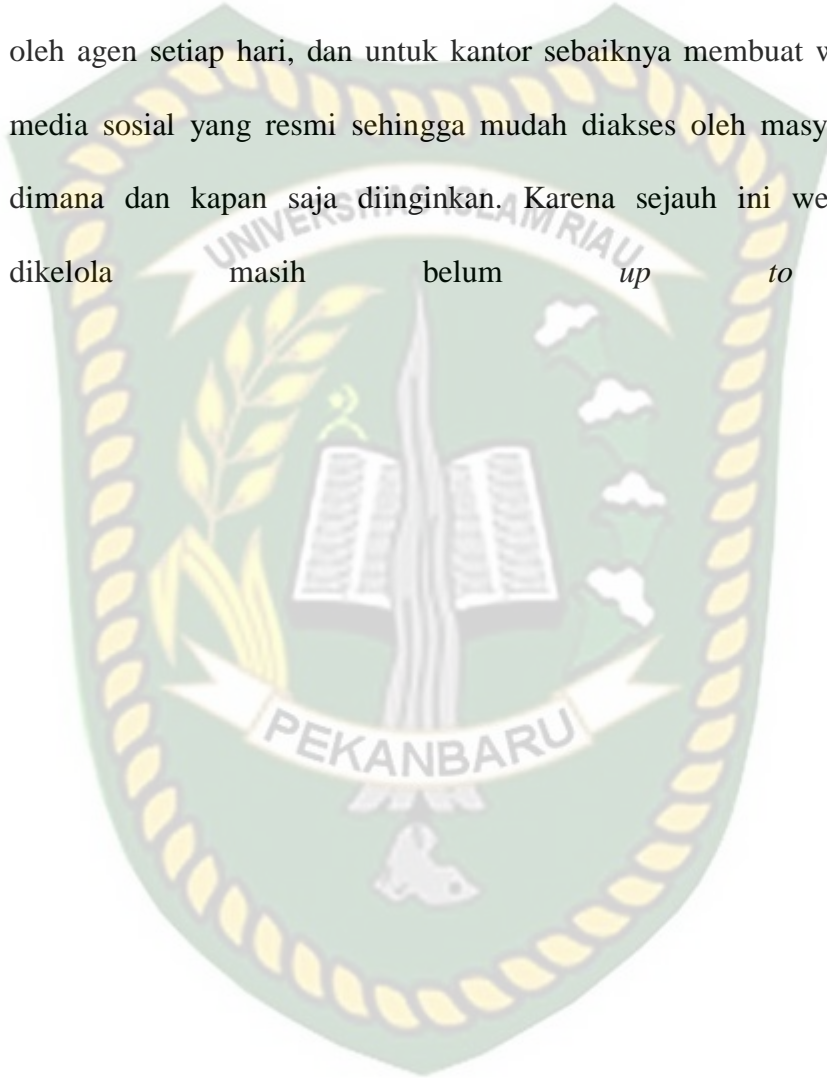 oleh agen setiap hari, dan untuk kantor sebaiknya membuat w
media sosial yang resmi sehingga mudah diakses oleh masy
dimana dan kapan saja diinginkan. Karena sejauh ini we
dikelola masih belum up to
UNIVERSITAS ISLAM RIAU
PEKANBARU